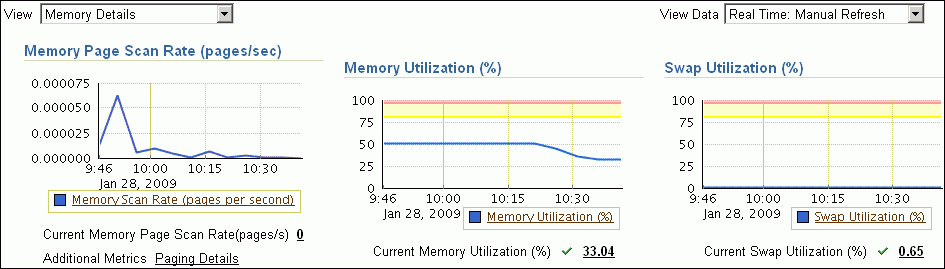 View Memory Details View Data Real Time: Manual Refresh
Memory Page Scan Rate (pages/sec)
0.000075
0.000025
0.000000
9:46 10:00 10:15 10:30
Jan 28, 2009
Memory Scan Rate (pages per second)
Current Memory Page Scan Rate(pages/s) 0
Additional Metrics Paging Details
Memory Utilization (%)
100
75
50
25
0
9:46 10:00 10:15 10:30
Jan 28, 2009
Memory Utilization (%)
Current Memory Utilization (%) 33.04
Swap Utilization (%)
100
75
50
25
0
9:46 10:00 10:15 10:30
Jan 28, 2009
Swap Utilization (%)
Current Swap Utilization (%) 0.65